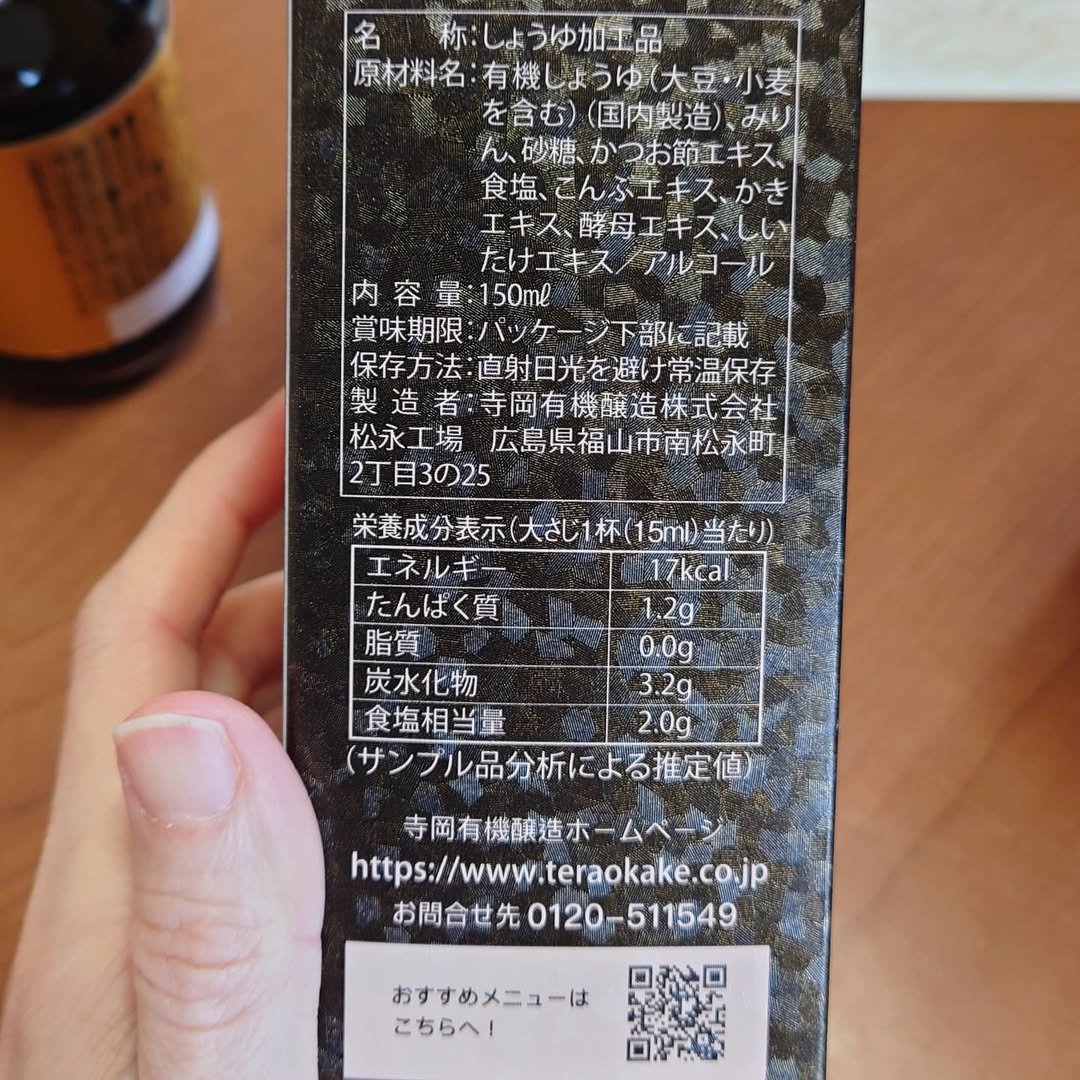 名　　称：しょうゆ加工品
原材料名：有機しょうゆ（大豆・小麦
を含む）（国内製造）、みり
ん、砂糖、かつお節エキス、
食塩、こんぶエキス、かき
エキス、酵母エキス、しい
たけエキス／アルコール
内 容 量：150mℓ
賞味期限：パッケージ下部に記載
保存方法：直射日光を避け常温保存
製 造 者：寺岡有機醸造株式会社
松永工場　広島県福山市南松永町
2丁目3の25
栄養成分表示（大さじ1杯（15ml）当たり）
エネルギー 17kcal
たんぱく質 1.2g
脂質 0.0g
炭水化物 3.2g
食塩相当量 2.0g
（サンプル品分析による推定値）
寺岡有機醸造ホームページ
https://www.teraokake.co.jp
お問合せ先 0120-511549
おすすめメニューは
こちらへ！